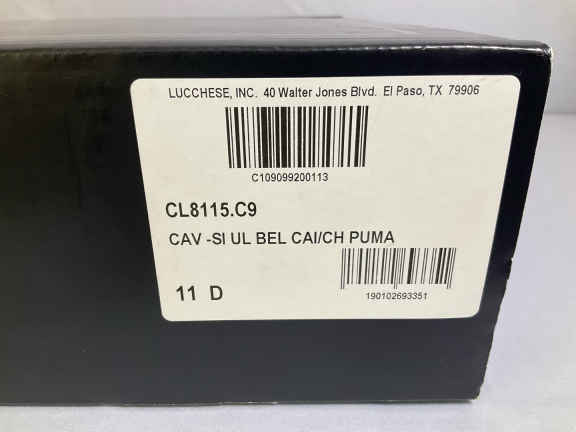 LUCCHESE, INC. 40 Walter Jones Blvd. El Paso, TX 79906
C109099200113
CL8115.C9
CAV -SI UL BEL CAI/CH PUMA
11 D
190102693351